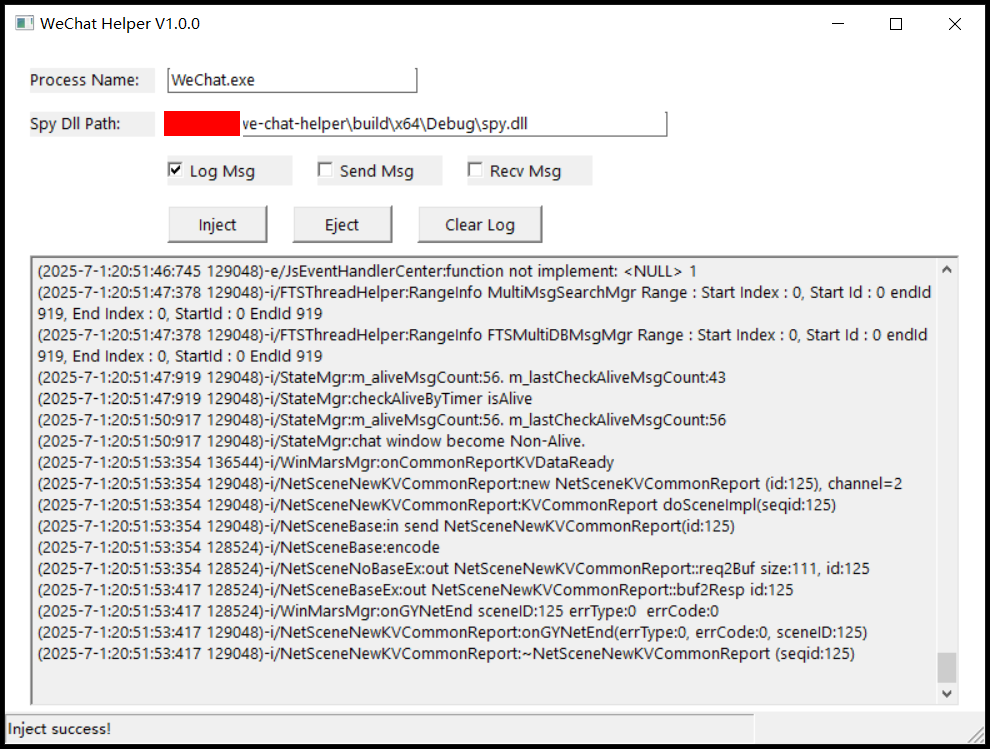 WeChat Helper V1.0.0
Process Name: WeChat.exe
Spy Dll Path: we-chat-helper\build\x64\Debug\spy.dll
Log Msg Send Msg Recv Msg
Inject Eject Clear Log
(2025-7-1:20:51:46:745 129048)-e/JsEventHandlerCenter:function not implement: <NULL> 1
(2025-7-1:20:51:47:378 129048)-i/FTSThreadHelper:RangeInfo MultiMsgSearchMgr Range : Start Index : 0, Start Id : 0 endId
919, End Index : 0, StartId : 0 EndId 919
(2025-7-1:20:51:47:378 129048)-i/FTSThreadHelper:RangeInfo FTSMultiDBMsgMgr Range : Start Index : 0, Start Id : 0 endId
919, End Index : 0, StartId : 0 EndId 919
(2025-7-1:20:51:47:919 129048)-i/StateMgr:m_aliveMsgCount:56. m_lastCheckAliveMsgCount:43
(2025-7-1:20:51:47:919 129048)-i/StateMgr:checkAliveByTimer isAlive
(2025-7-1:20:51:50:917 129048)-i/StateMgr:m_aliveMsgCount:56. m_lastCheckAliveMsgCount:56
(2025-7-1:20:51:50:917 129048)-i/StateMgr:chat window become Non-Alive.
(2025-7-1:20:51:53:354 136544)-i/WinMarsMgr:onCommonReportKVDataReady
(2025-7-1:20:51:53:354 129048)-i/NetSceneNewKVCommonReport:new NetSceneKVCommonReport (id:125), channel=2
(2025-7-1:20:51:53:354 129048)-i/NetSceneNewKVCommonReport:KVCommonReport doSceneImpl(seqid:125)
(2025-7-1:20:51:53:354 129048)-i/NetSceneBase:in send NetSceneNewKVCommonReport(id:125)
(2025-7-1:20:51:53:354 128524)-i/NetSceneBase:encode
(2025-7-1:20:51:53:354 128524)-i/NetSceneNoBaseEx:out NetSceneNewKVCommonReport::req2Buf size:111, id:125
(2025-7-1:20:51:53:417 128524)-i/NetSceneBaseEx:out NetSceneNewKVCommonReport::buf2Resp id:125
(2025-7-1:20:51:53:417 128524)-i/WinMarsMgr:onGYNetEnd sceneID:125 errType:0  errCode:0
(2025-7-1:20:51:53:417 129048)-i/NetSceneNewKVCommonReport:onGYNetEnd(errType:0, errCode:0, sceneID:125)
(2025-7-1:20:51:53:417 129048)-i/NetSceneNewKVCommonReport:~NetSceneNewKVCommonReport (seqid:125)
Inject success!